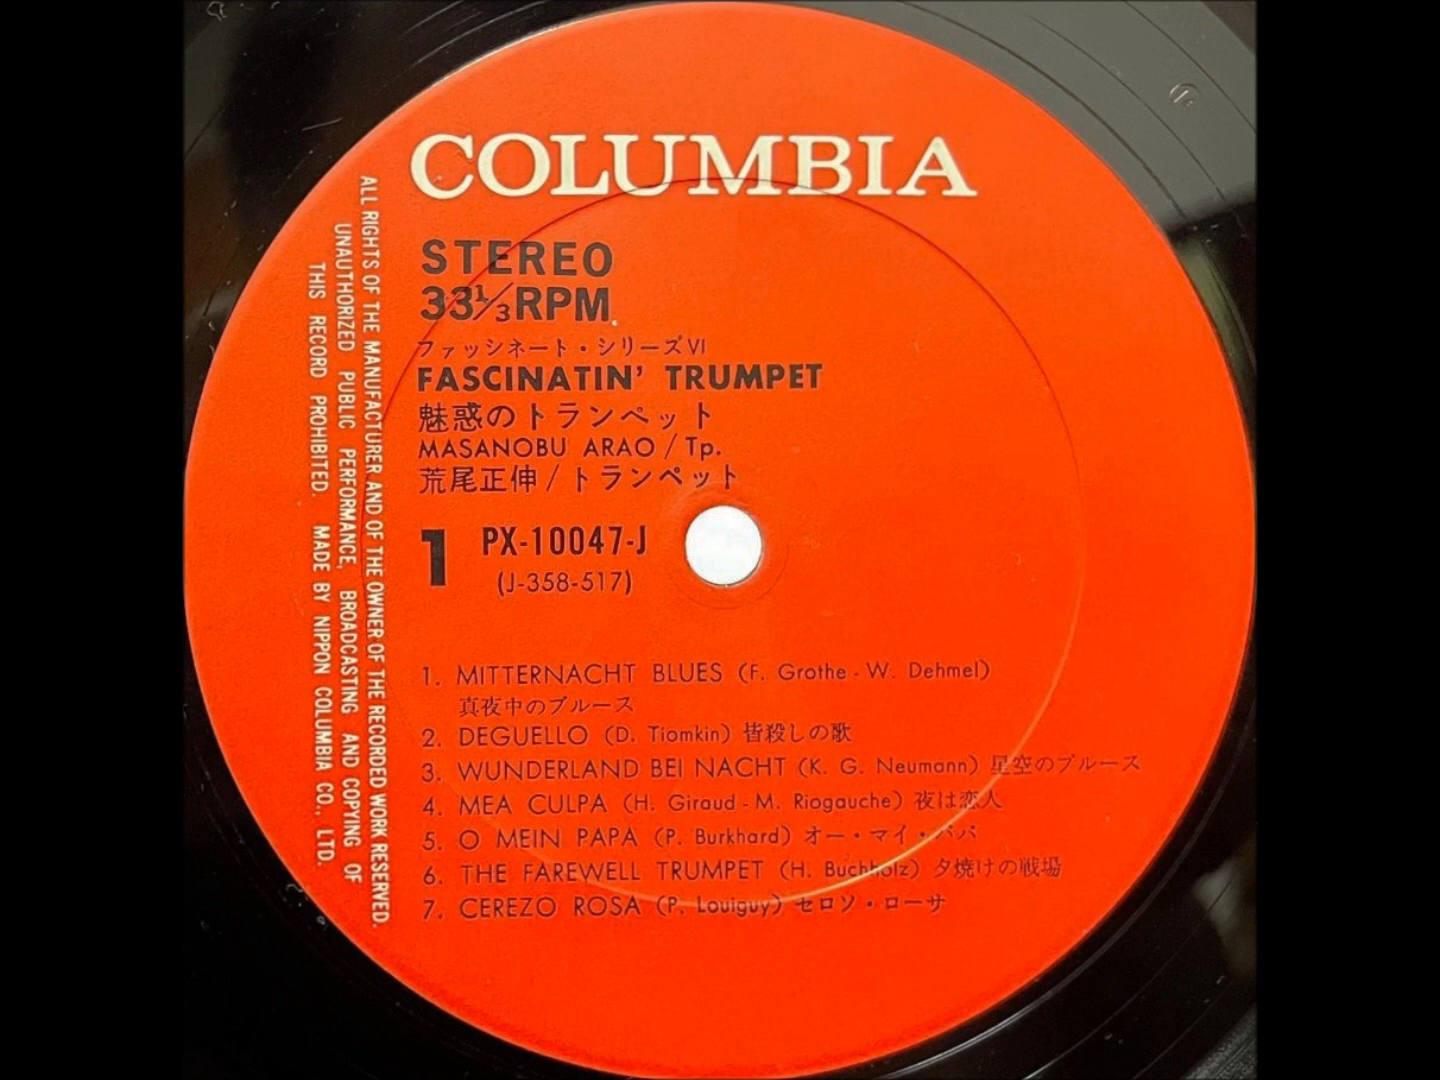 COLUMBIA
STEREO
33 1/3 RPM
ファッシネート・シリーズ VI
FASCINATIN' TRUMPET
魅惑のトランペット
MASANOBU ARAO / Tp.
荒尾正伸 / トランペット
1 PX-10047-J
(J-358-517)
1. MITTERNACHT BLUES (F. Grothe - W. Dehmel)
真夜中のブルース
2. DEGUELLO (D. Tiomkin) 皆殺しの歌
3. WUNDERLAND BEI NACHT (K. G. Neumann) 星空のブルース
4. MEA CULPA (H. Giraud - M. Riogauche) 夜は恋人
5. O MEIN PAPA (P. Burkhard) オー・マイ・パパ
6. THE FAREWELL TRUMPET (H. Buchholz) 夕焼けの戦場
7. CEREZO ROSA (P. Louiguy) セロソ・ローサ
ALL RIGHTS OF THE MANUFACTURER AND OF THE OWNER OF THE RECORDED WORK RESERVED.
UNAUTHORIZED PUBLIC PERFORMANCE, BROADCASTING AND COPYING OF
THIS RECORD PROHIBITED. MADE BY NIPPON COLUMBIA CO., LTD.